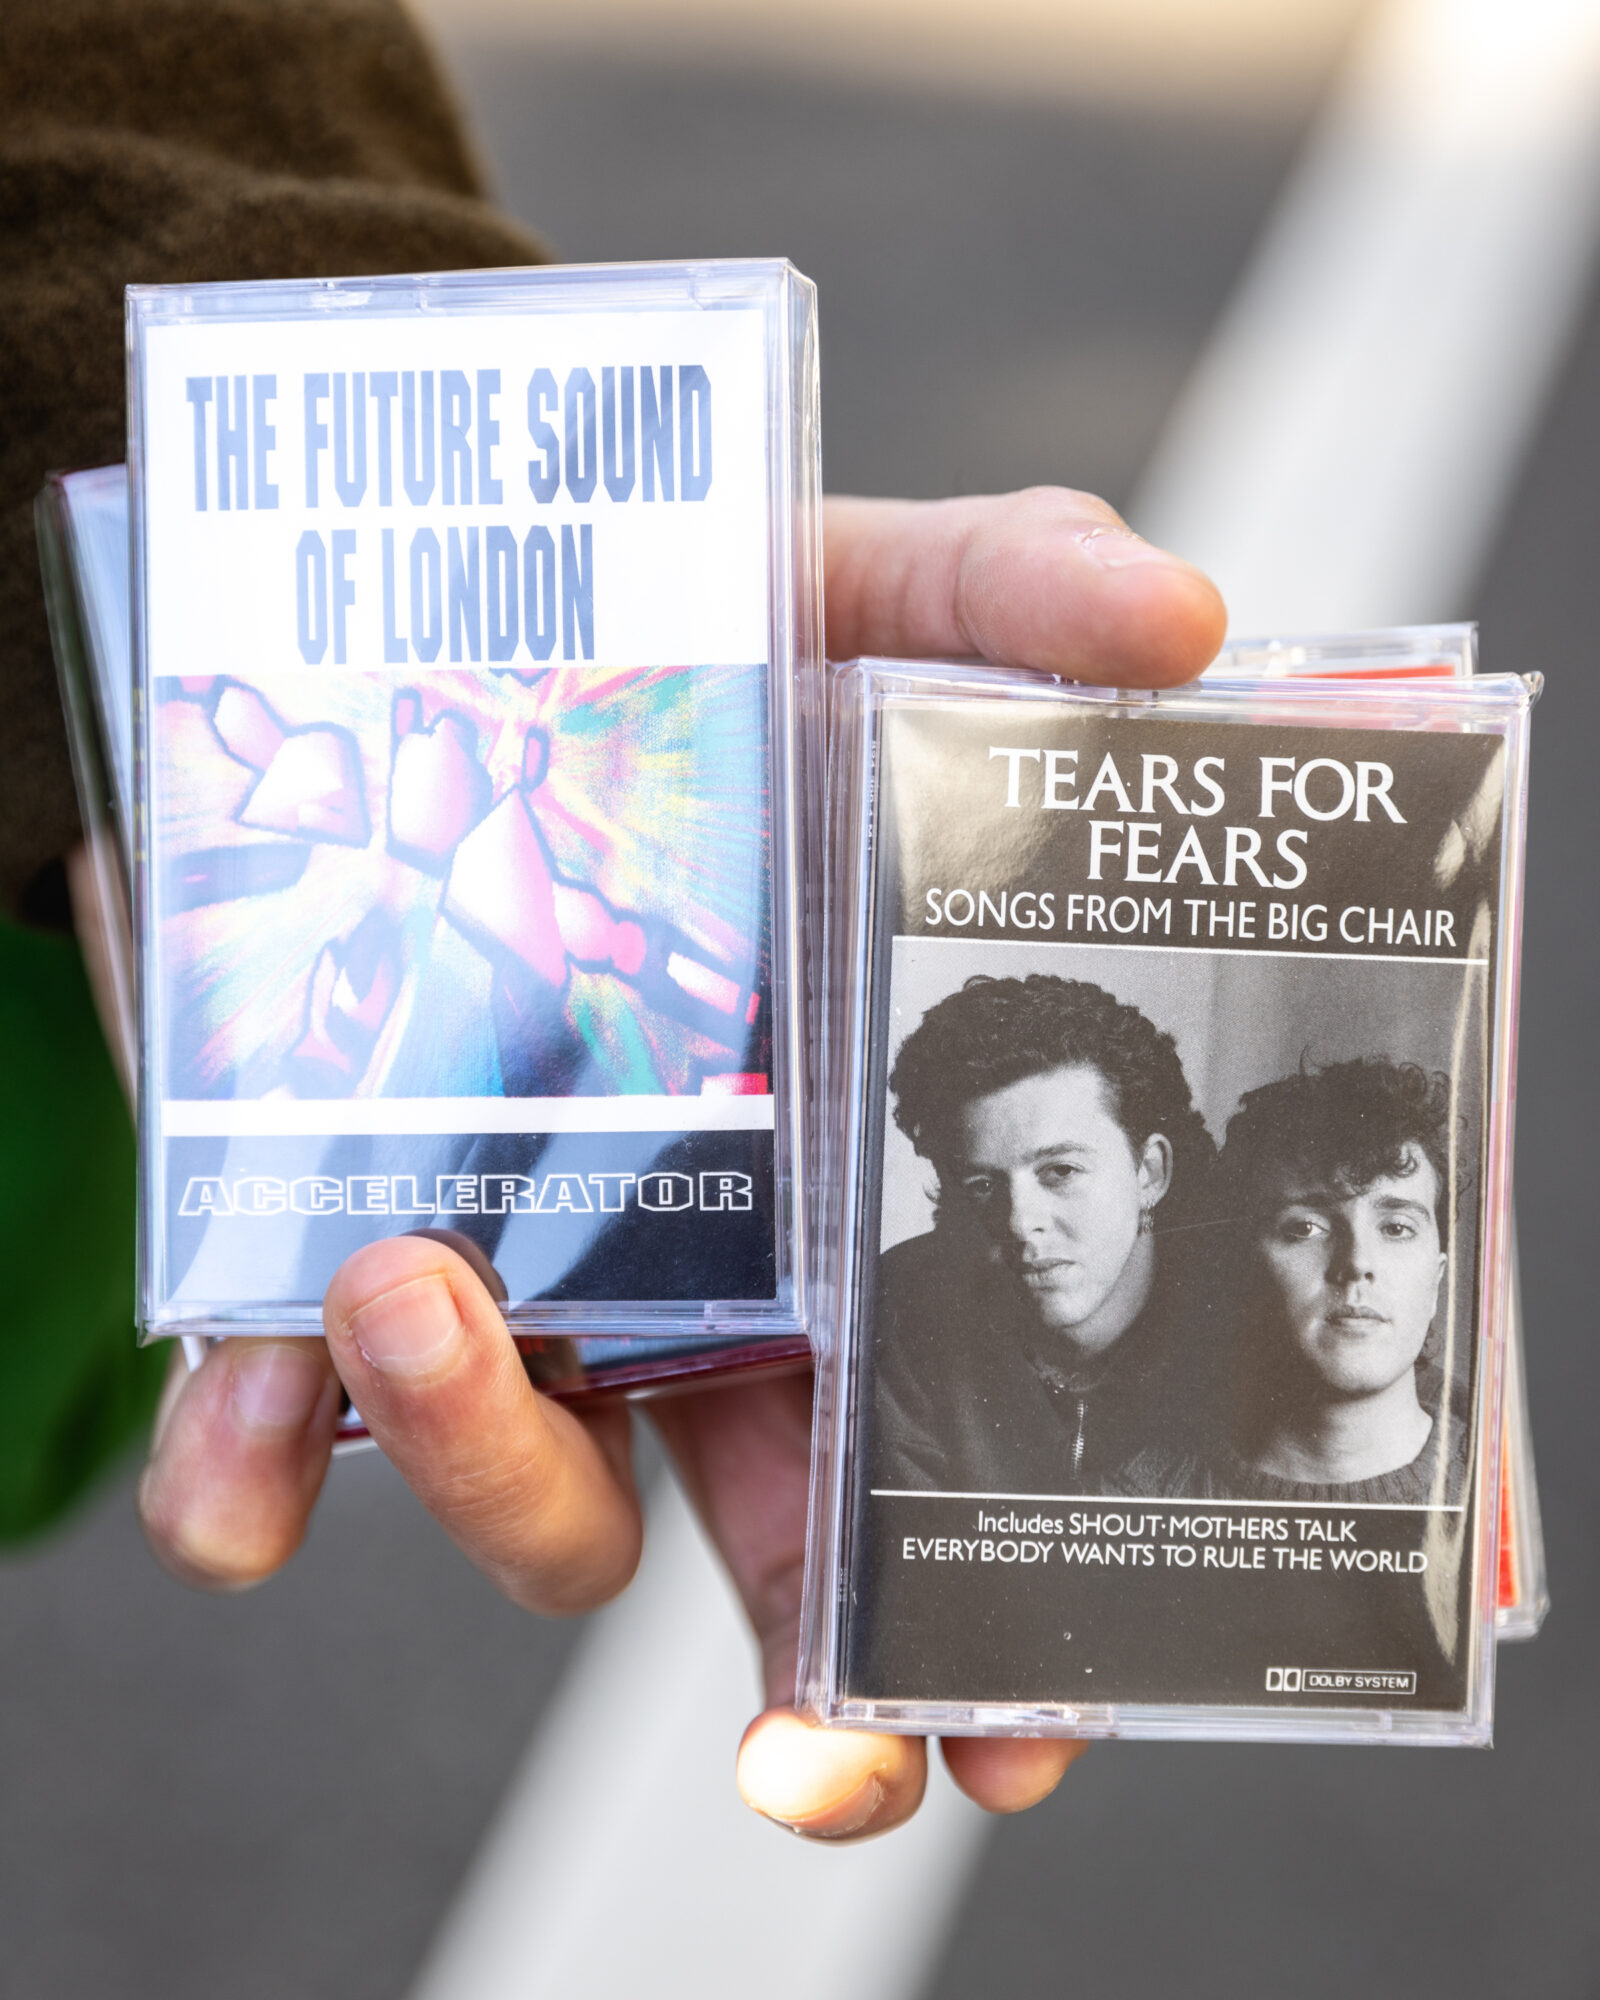 THE FUTURE SOUND
OF LONDON
ACCELERATOR
TEARS FOR
FEARS
SONGS FROM THE BIG CHAIR
Includes SHOUT·MOTHERS TALK
EVERYBODY WANTS TO RULE THE WORLD
DOLBY SYSTEM